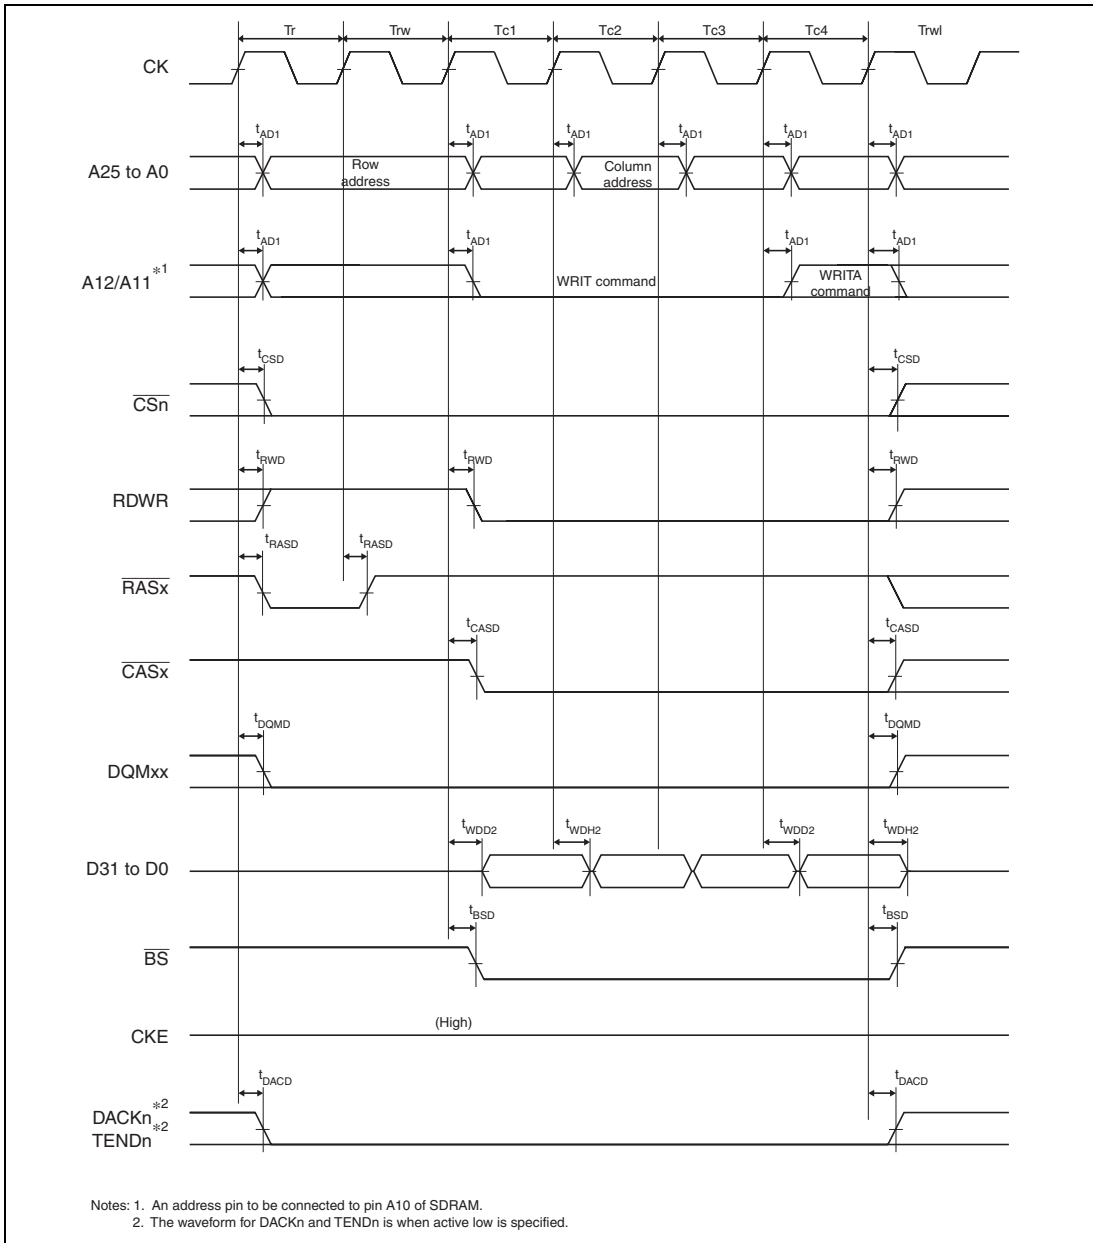 Tr Trw Tc1 Tc2 Tc3 Tc4 Trwl
CK
tAD1 tAD1 tAD1 tAD1 tAD1 tAD1
A25 to A0
Row address
Column address
tAD1 tAD1 tAD1 tAD1
A12/A11*1
WRIT command
WRITA command
tCSD tCSD
CSn
tRWD tRWD tRWD
RDWR
tRASD tRASD
RASx
tCASD tCASD
CASx
tDQMD tDQMD
DQMxx
tWDD2 tWDH2 tWDD2 tWDH2
D31 to D0
tBSD tBSD
BS
(High)
CKE
tDACD tDACD
DACKn*2
TENDn*2
Notes: 1. An address pin to be connected to pin A10 of SDRAM.
2. The waveform for DACKn and TENDn is when active low is specified.